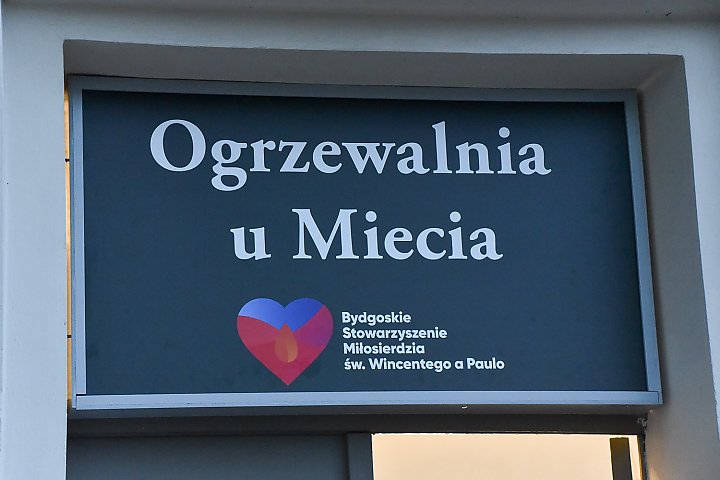 Ogrzewalnia
u Miecia
Bydgoskie
Stowarzyszenie
Miłosierdzia
św. Wincentego a Paulo